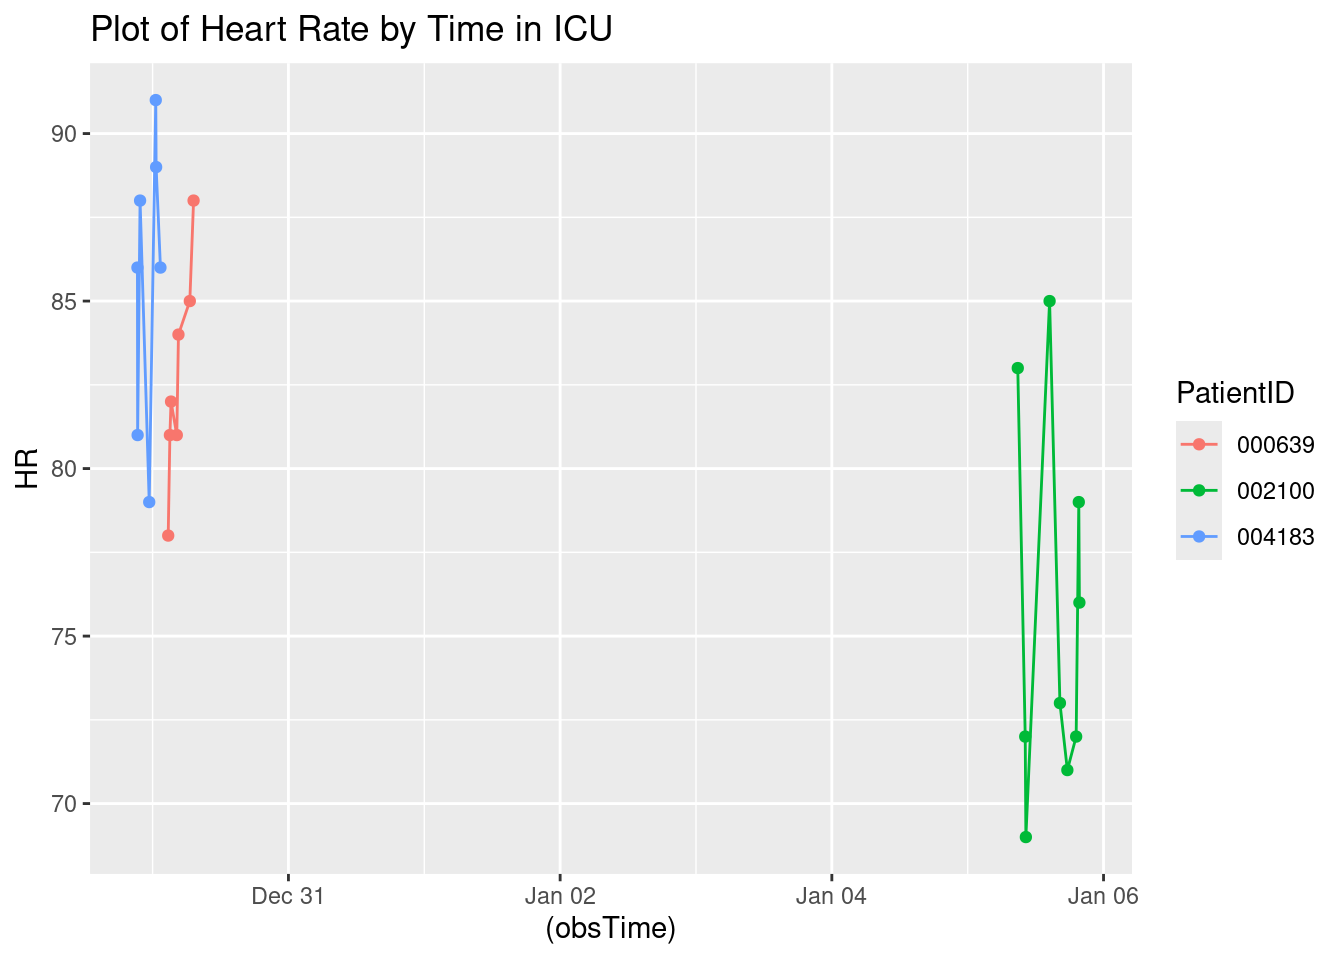 Plot of Heart Rate by Time in ICU
90
85
80
75
70
HR
Dec 31
Jan 02
Jan 04
Jan 06
(obsTime)
PatientID
000639
002100
004183